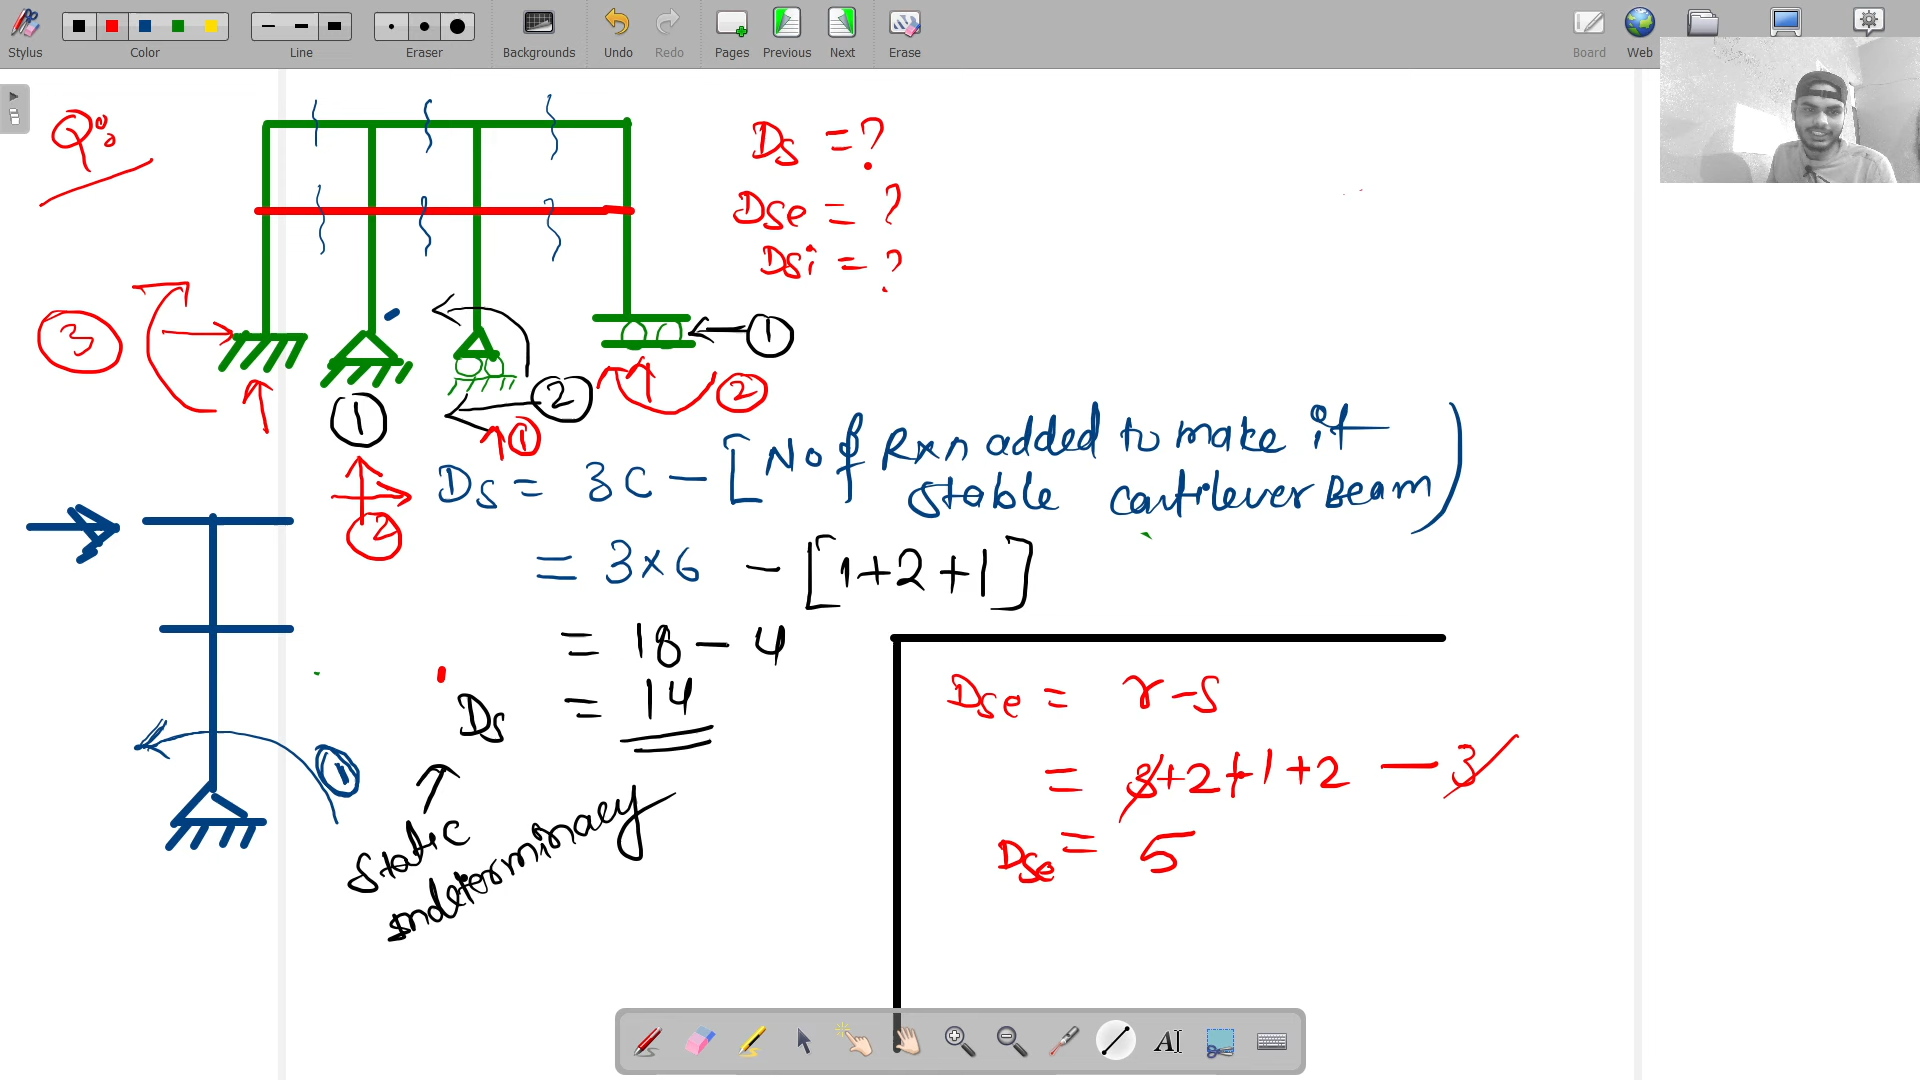 Stylus
Color
Line
Eraser
Backgrounds
Undo
Redo
Pages
Previous
Next
Erase
Board
Web
Q:
Ds = ?
Dse = ?
Dsi = ?
3
1
2
2
1
1
2
2
Ds = 3C - [No of Rxn added to make it
stable cantilever Beam)
= 3×6 - [1+2+1]
= 18 - 4
Ds = 14
1
static
indeterminacy
Dse = r-s
= 3+2+1+2 - 3
Dse = 5